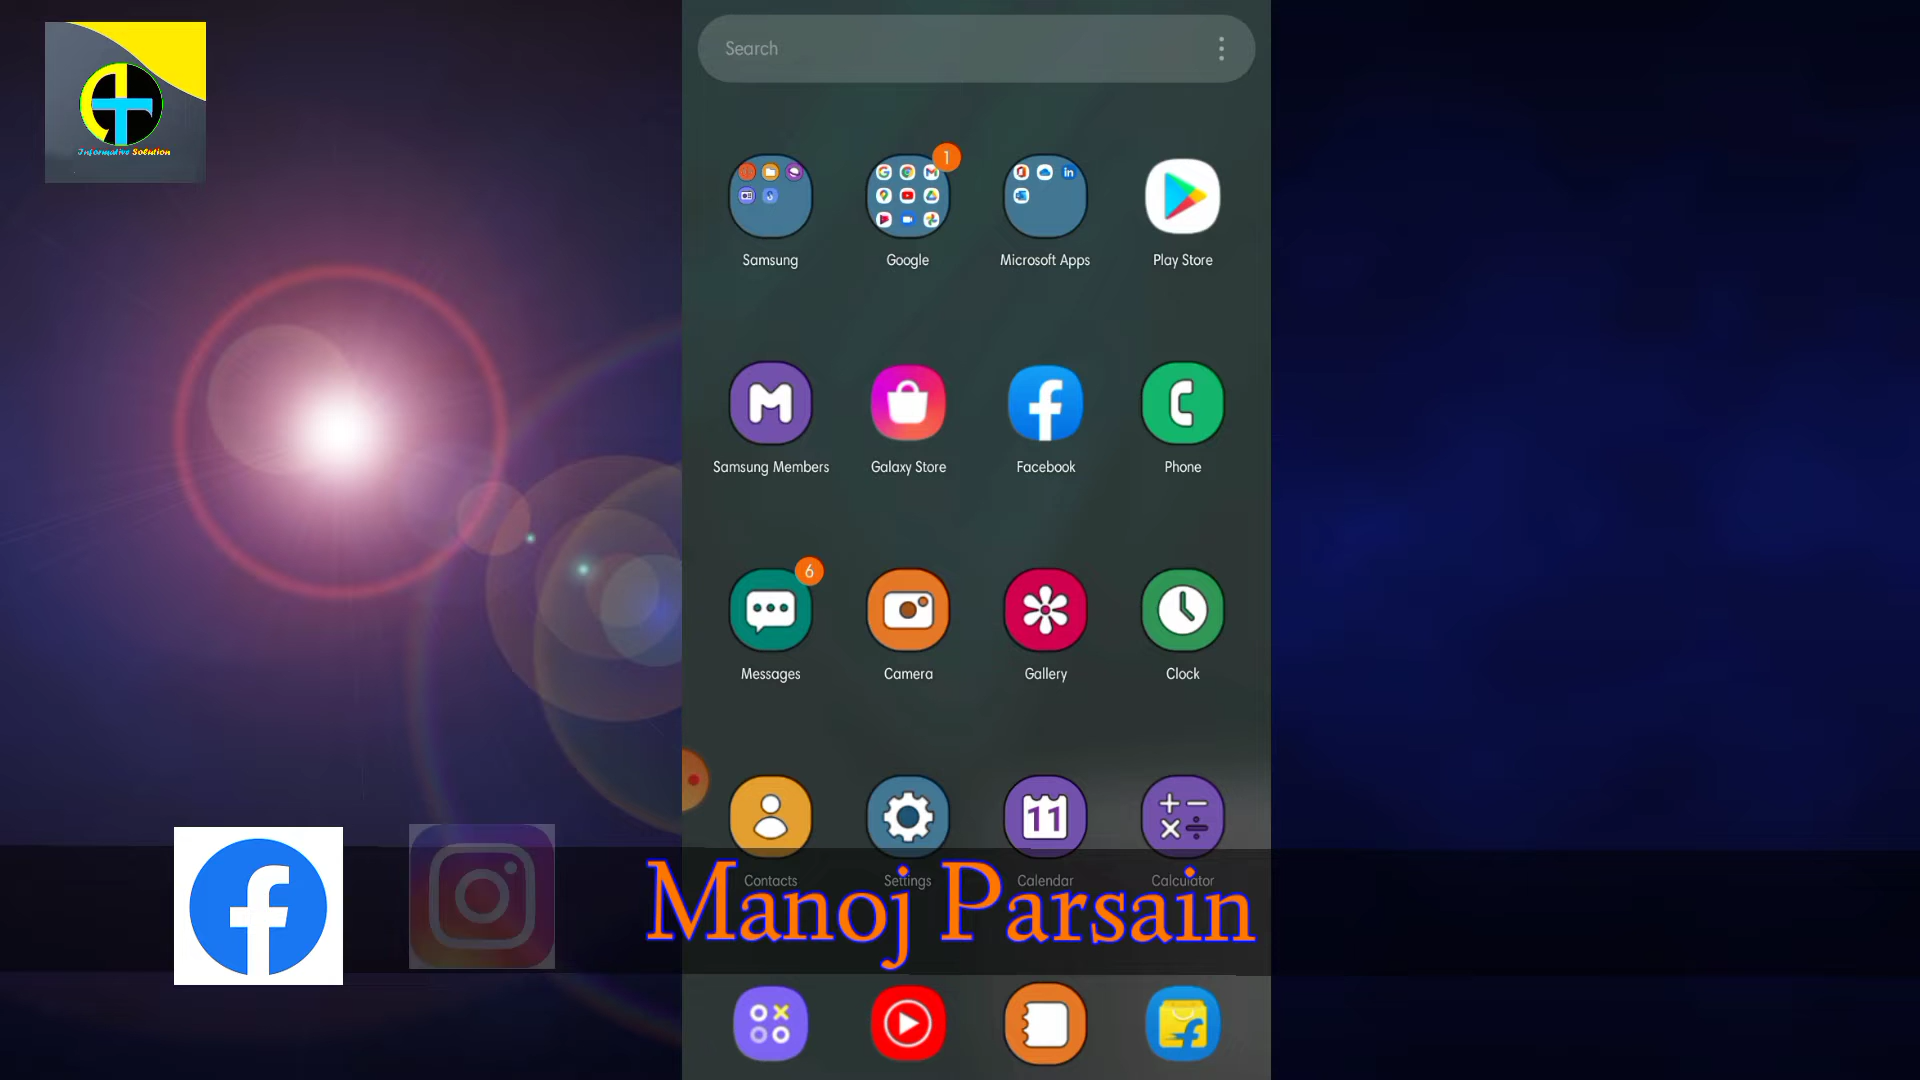 Search
Informative Solution
1
Samsung
Google
Microsoft Apps
Play Store
Samsung Members
Galaxy Store
Facebook
Phone
6
Messages
Camera
Gallery
Clock
11
Contacts
Settings
Calendar
Calculator
Manoj Parsain